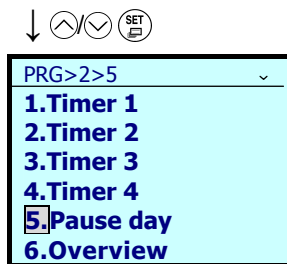 SET
PRG>2>5
1.Timer 1
2.Timer 2
3.Timer 3
4.Timer 4
5.Pause day
6.Overview